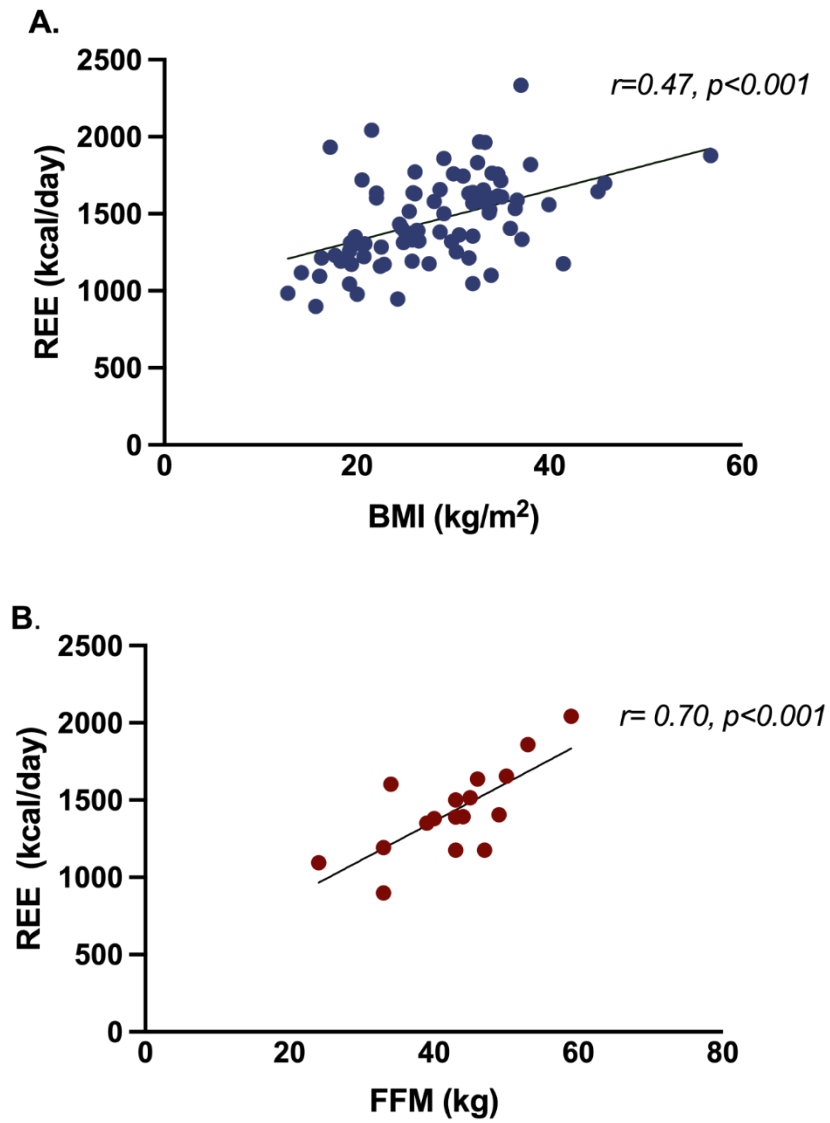 A.
2500
r=0.47, p<0.001
2000
1500
1000
500
0
REE (kcal/day)
0 20 40 60
BMI (kg/m²)
B.
2500
r= 0.70, p<0.001
2000
1500
1000
500
0
REE (kcal/day)
0 20 40 60 80
FFM (kg)